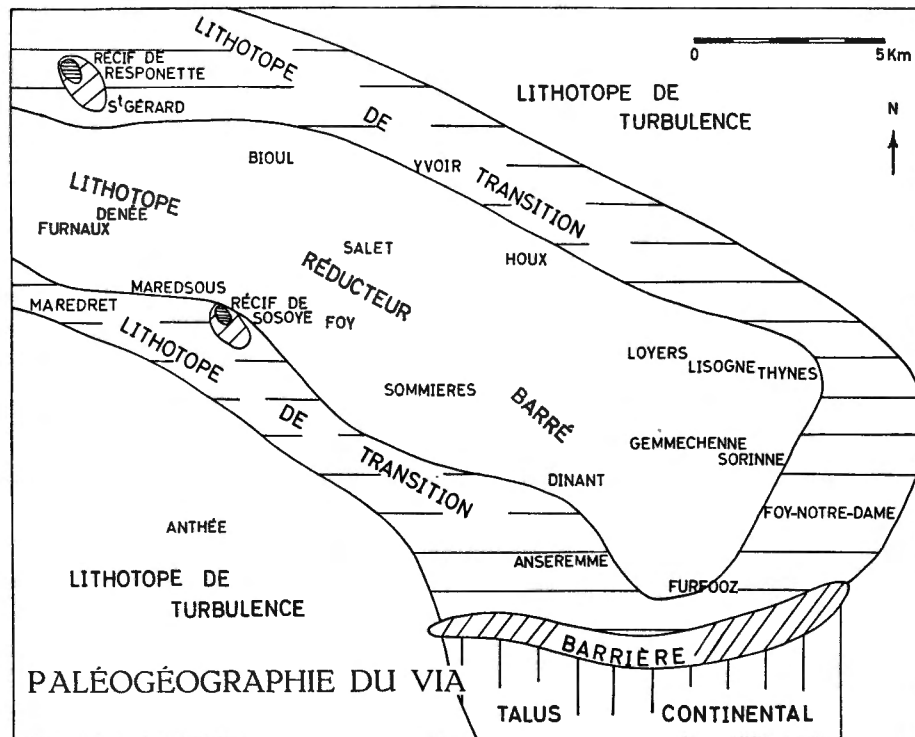 LITHOTOPE
DE
TRANSITION
RÉCIF DE
RESPONETTE
Sᵗ GÉRARD
0 5 Km
LITHOTOPE DE
TURBULENCE
N
BIOUL
YVOIR
LITHOTOPE
DENÉE
FURNAUX
SALET
HOUX
RÉDUCTEUR
MAREDSOUS
MAREDRET
RÉCIF DE
SOSOYE
FOY
LOYERS
LISOGNE
THYNES
LITHOTOPE
DE
TRANSITION
SOMMIERES
BARRÉ
GEMMECHENNE
SORINNE
DINANT
FOY-NOTRE-DAME
ANTHÉE
ANSEREMME
FURFOOZ
LITHOTOPE DE
TURBULENCE
BARRIÈRE
PALÉOGÉOGRAPHIE DU VIA
TALUS CONTINENTAL